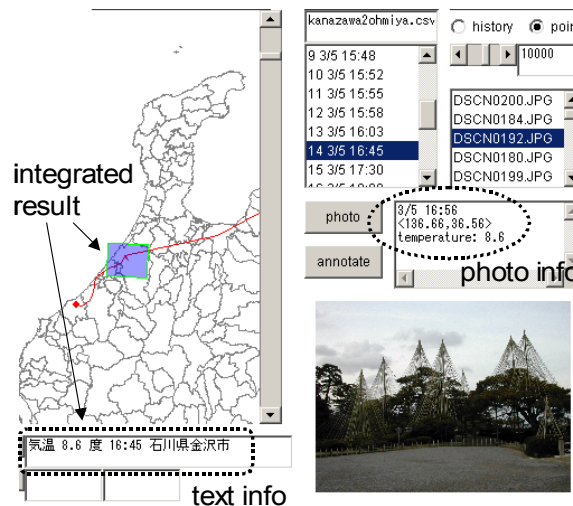 kanazawa2ohmiya.csv
history
poin
9 3/5 15:48
10 3/5 15:52
11 3/5 15:55
12 3/5 15:58
13 3/5 16:03
14 3/5 16:45
15 3/5 17:30
10000
DSCN0200.JPG
DSCN0184.JPG
DSCN0192.JPG
DSCN0180.JPG
DSCN0199.JPG
integrated
result
photo
annotate
3/5 16:56
<136.66,36.56>
temperature: 8.6
photo info
気温 8.6 度 16:45 石川県金沢市
text info